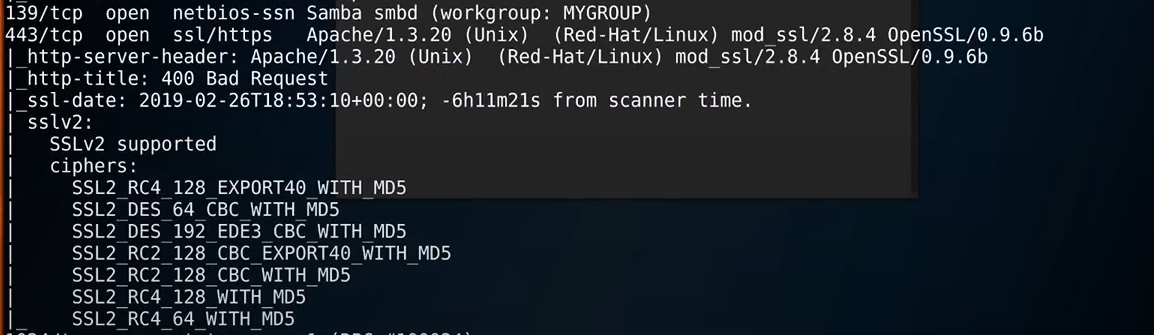 139/tcp open netbios-ssn Samba smbd (workgroup: MYGROUP)
443/tcp open ssl/https Apache/1.3.20 (Unix) (Red-Hat/Linux) mod_ssl/2.8.4 OpenSSL/0.9.6b
|_http-server-header: Apache/1.3.20 (Unix) (Red-Hat/Linux) mod_ssl/2.8.4 OpenSSL/0.9.6b
|_http-title: 400 Bad Request
|_ssl-date: 2019-02-26T18:53:10+00:00; -6h11m21s from scanner time.
| sslv2:
| SSLv2 supported
| ciphers:
| SSL2_RC4_128_EXPORT40_WITH_MD5
| SSL2_DES_64_CBC_WITH_MD5
| SSL2_DES_192_EDE3_CBC_WITH_MD5
| SSL2_RC2_128_CBC_EXPORT40_WITH_MD5
| SSL2_RC2_128_CBC_WITH_MD5
| SSL2_RC4_128_WITH_MD5
|_ SSL2_RC4_64_WITH_MD5